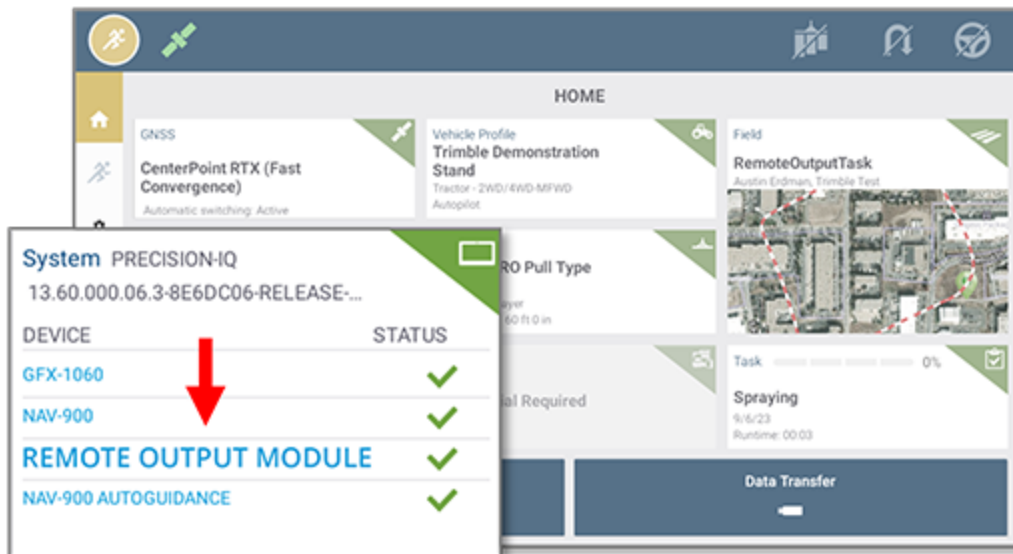 HOME
GNSS
CenterPoint RTX (Fast
Convergence)
Automatic switching: Active
Vehicle Profile
Trimble Demonstration
Stand
Tractor - 2WD/4WD-MFWD
Autopilot
Field
RemoteOutputTask
Austin Erdman, Trimble Test
System PRECISION-IQ
13.60.000.06.3-8E6DC06-RELEASE-...
DEVICE STATUS
GFX-1060
NAV-900
REMOTE OUTPUT MODULE
NAV-900 AUTOGUIDANCE
RO Pull Type
60 ft 0 in
Required
Task 0%
Spraying
9/6/23
Runtime: 00:03
Data Transfer